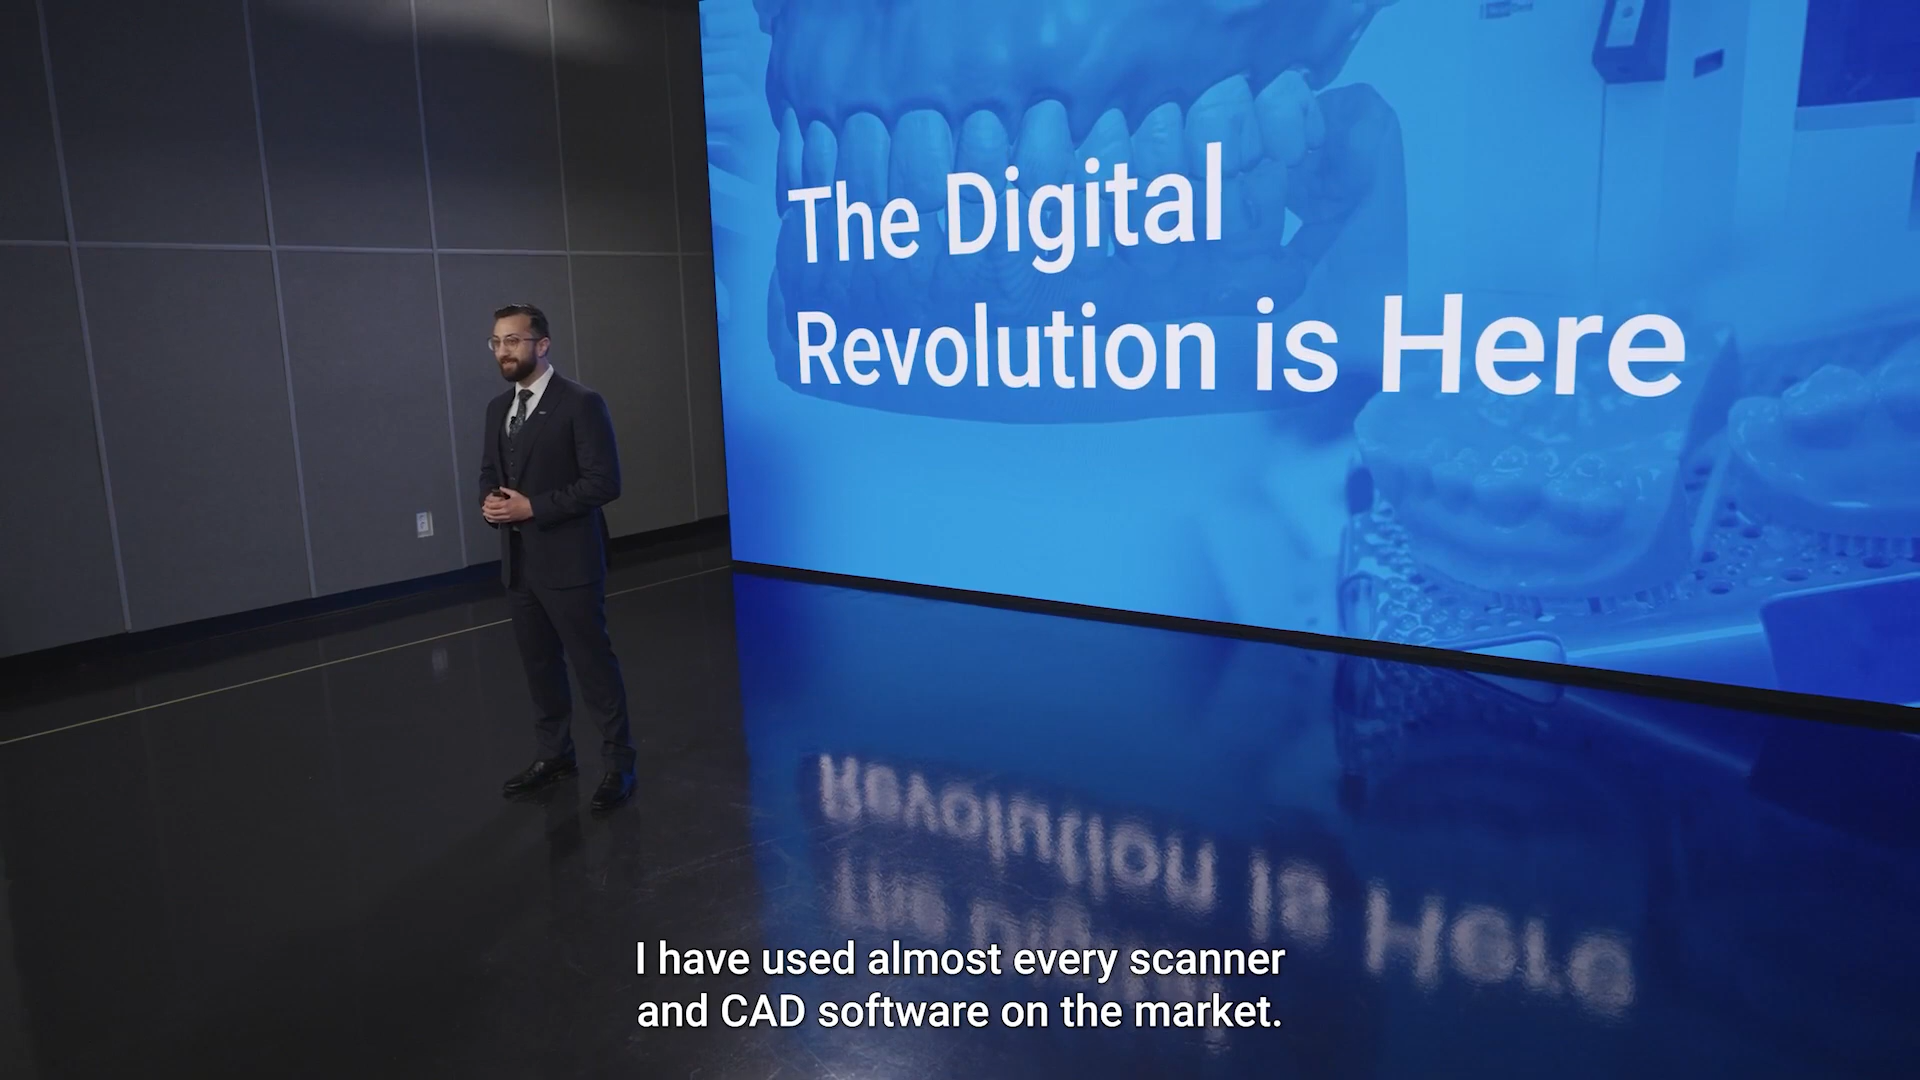 The Digital
Revolution is Here
I have used almost every scanner
and CAD software on the market.